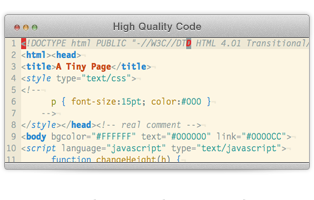 High Quality Code
1 <!DOCTYPE html PUBLIC "-//W3C//DTD HTML 4.01 Transitional/
2 <html><head>
3 <title>A Tiny Page</title>
4 <style type="text/css">
5 <!--
6 p { font-size:15pt; color:#000 }
7 -->
8 </style></head><!-- real comment -->
9 <body bgcolor="#FFFFFF" text="#000000" link="#0000CC">
10 <script language="javascript" type="text/javascript">
11 function changeHeight(h) {